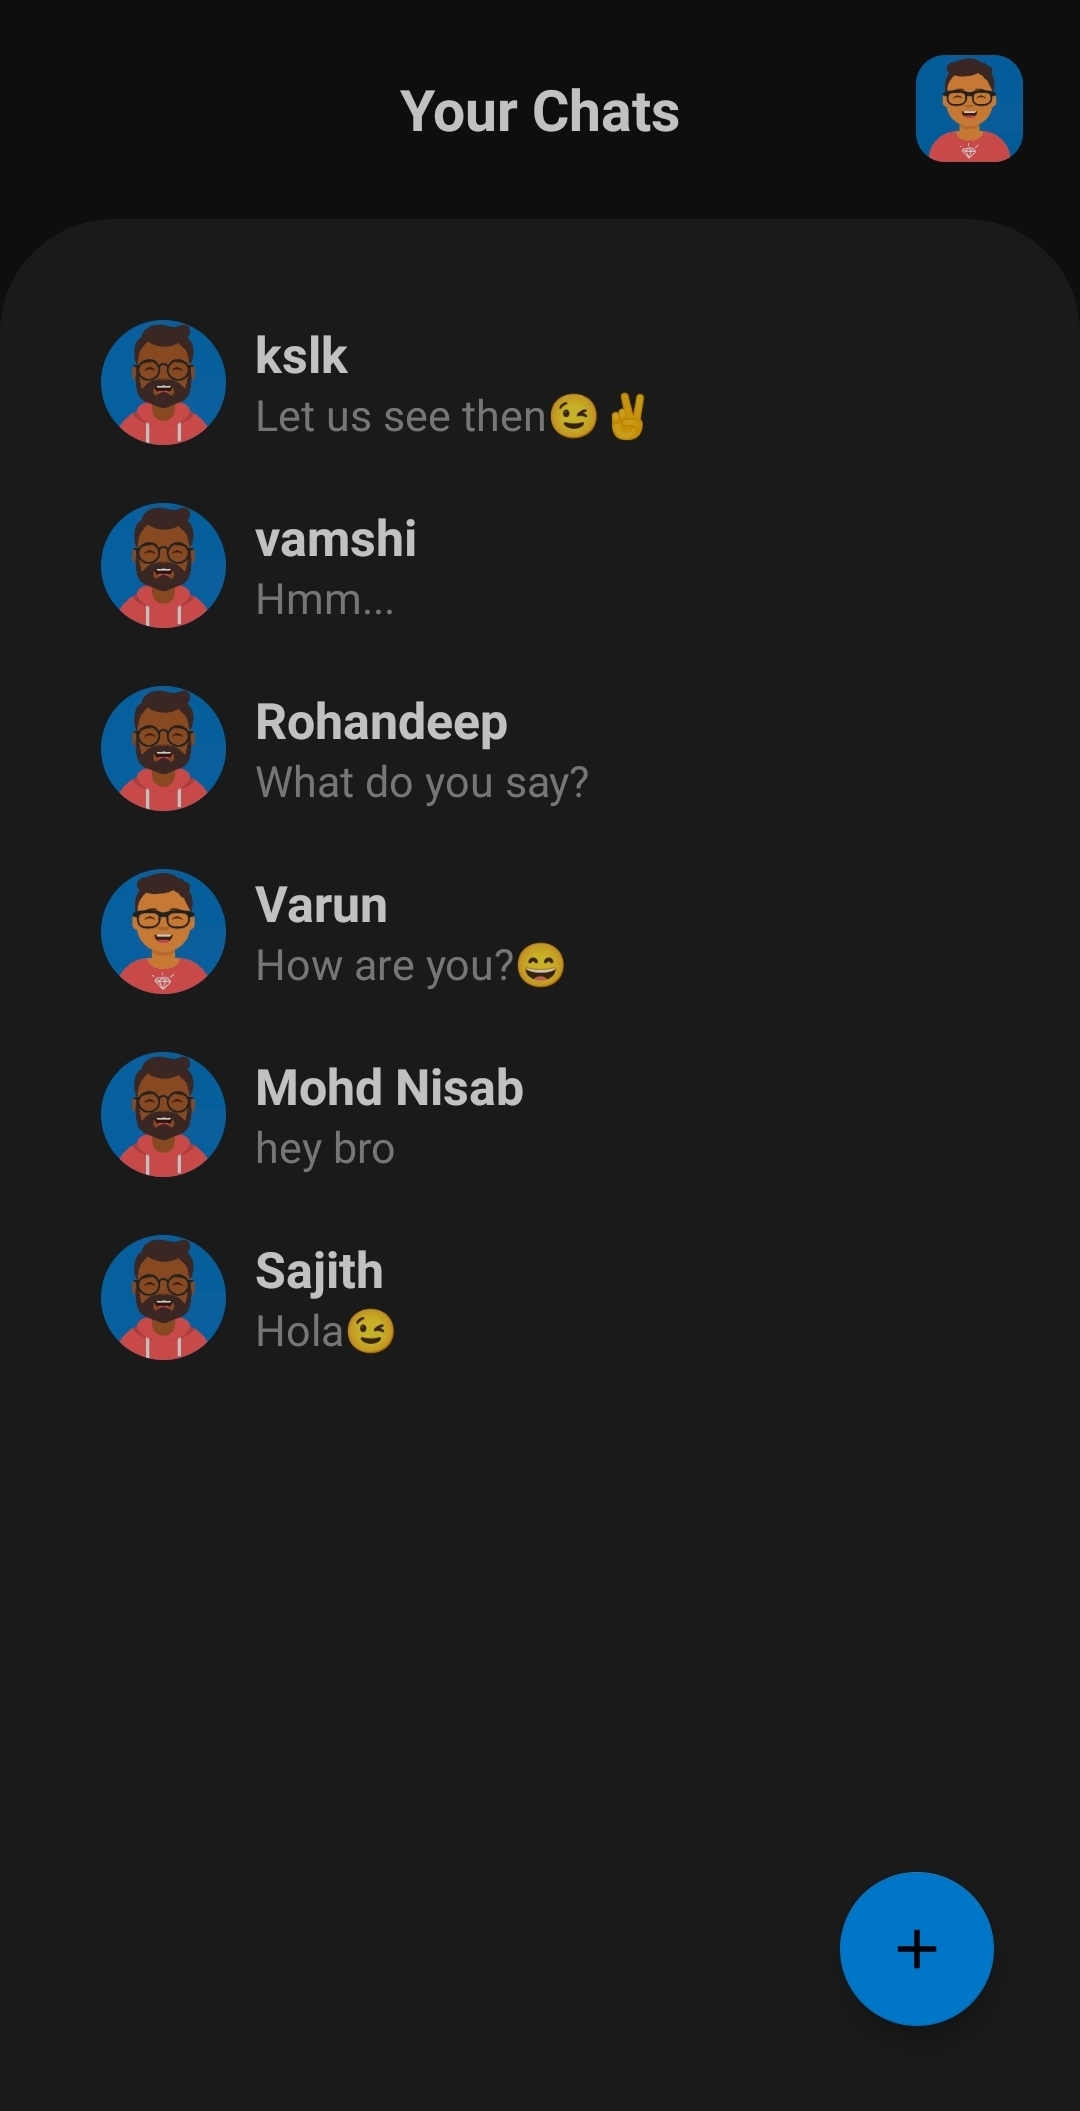 Your Chats
kslk
Let us see then😉✌
vamshi
Hmm...
Rohandeep
What do you say?
Varun
How are you?😄
Mohd Nisab
hey bro
Sajith
Hola😉